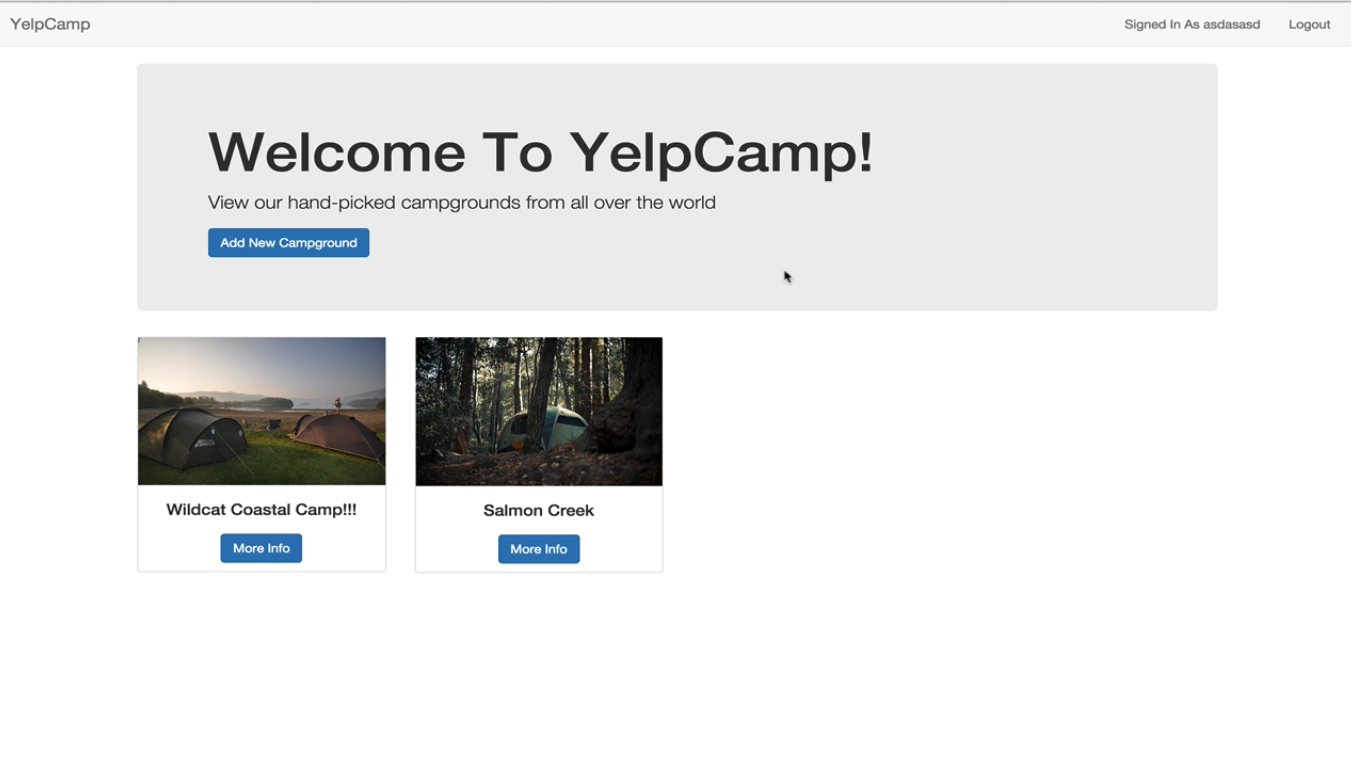 YelpCamp
Signed In As asdasasd
Logout
Welcome To YelpCamp!
View our hand-picked campgrounds from all over the world
Add New Campground
Wildcat Coastal Camp!!!
More Info
Salmon Creek
More Info